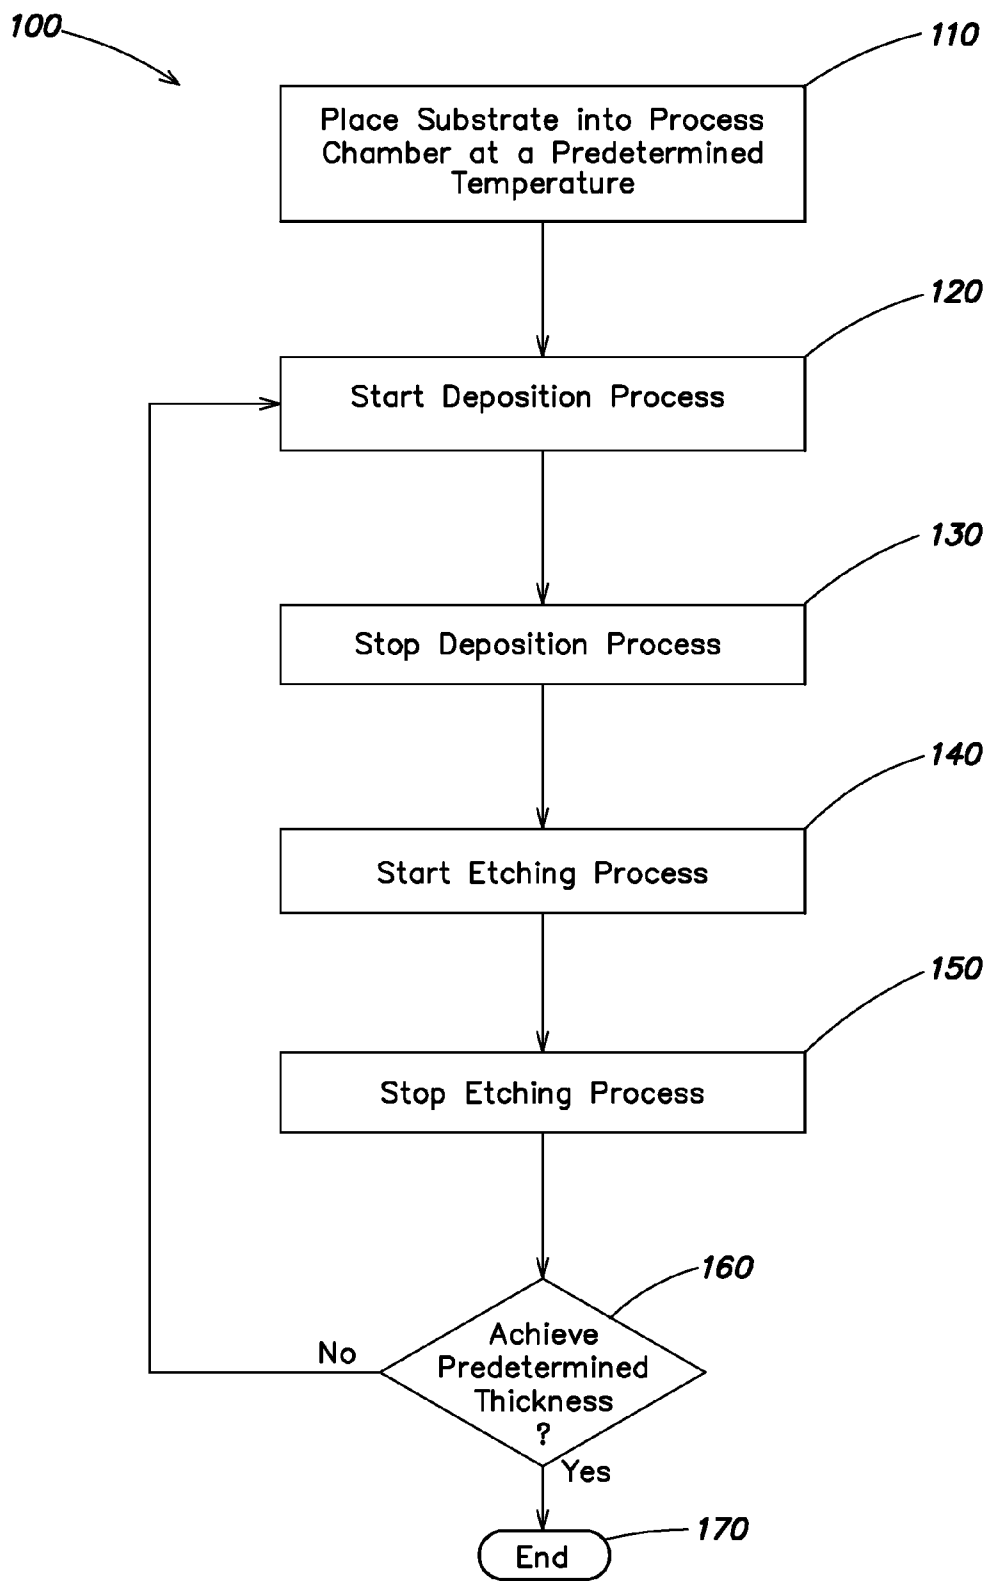 100
110
Place Substrate into Process
Chamber at a Predetermined
Temperature
120
Start Deposition Process
130
Stop Deposition Process
140
Start Etching Process
150
Stop Etching Process
160
Achieve
Predetermined
Thickness
?
No
Yes
170
End